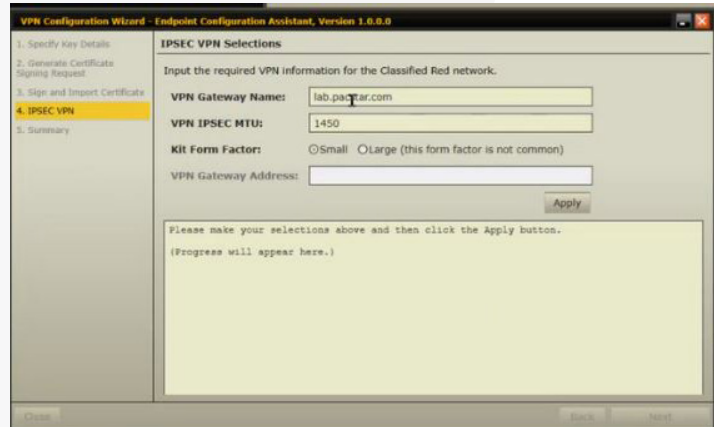 VPN Configuration Wizard - Endpoint Configuration Assistant, Version 1.0.0.0
1. Specify Key Details
2. Generate Certificate
Signing Request
3. Sign and Import Certificate
4. IPSEC VPN
5. Summary
IPSEC VPN Selections
Input the required VPN information for the Classified Red network.
VPN Gateway Name: lab.pacstar.com
VPN IPSEC MTU: 1450
Kit Form Factor: Small Large (this form factor is not common)
VPN Gateway Address:
Apply
Please make your selections above and then click the Apply button.
(Progress will appear here.)
Close Back Next